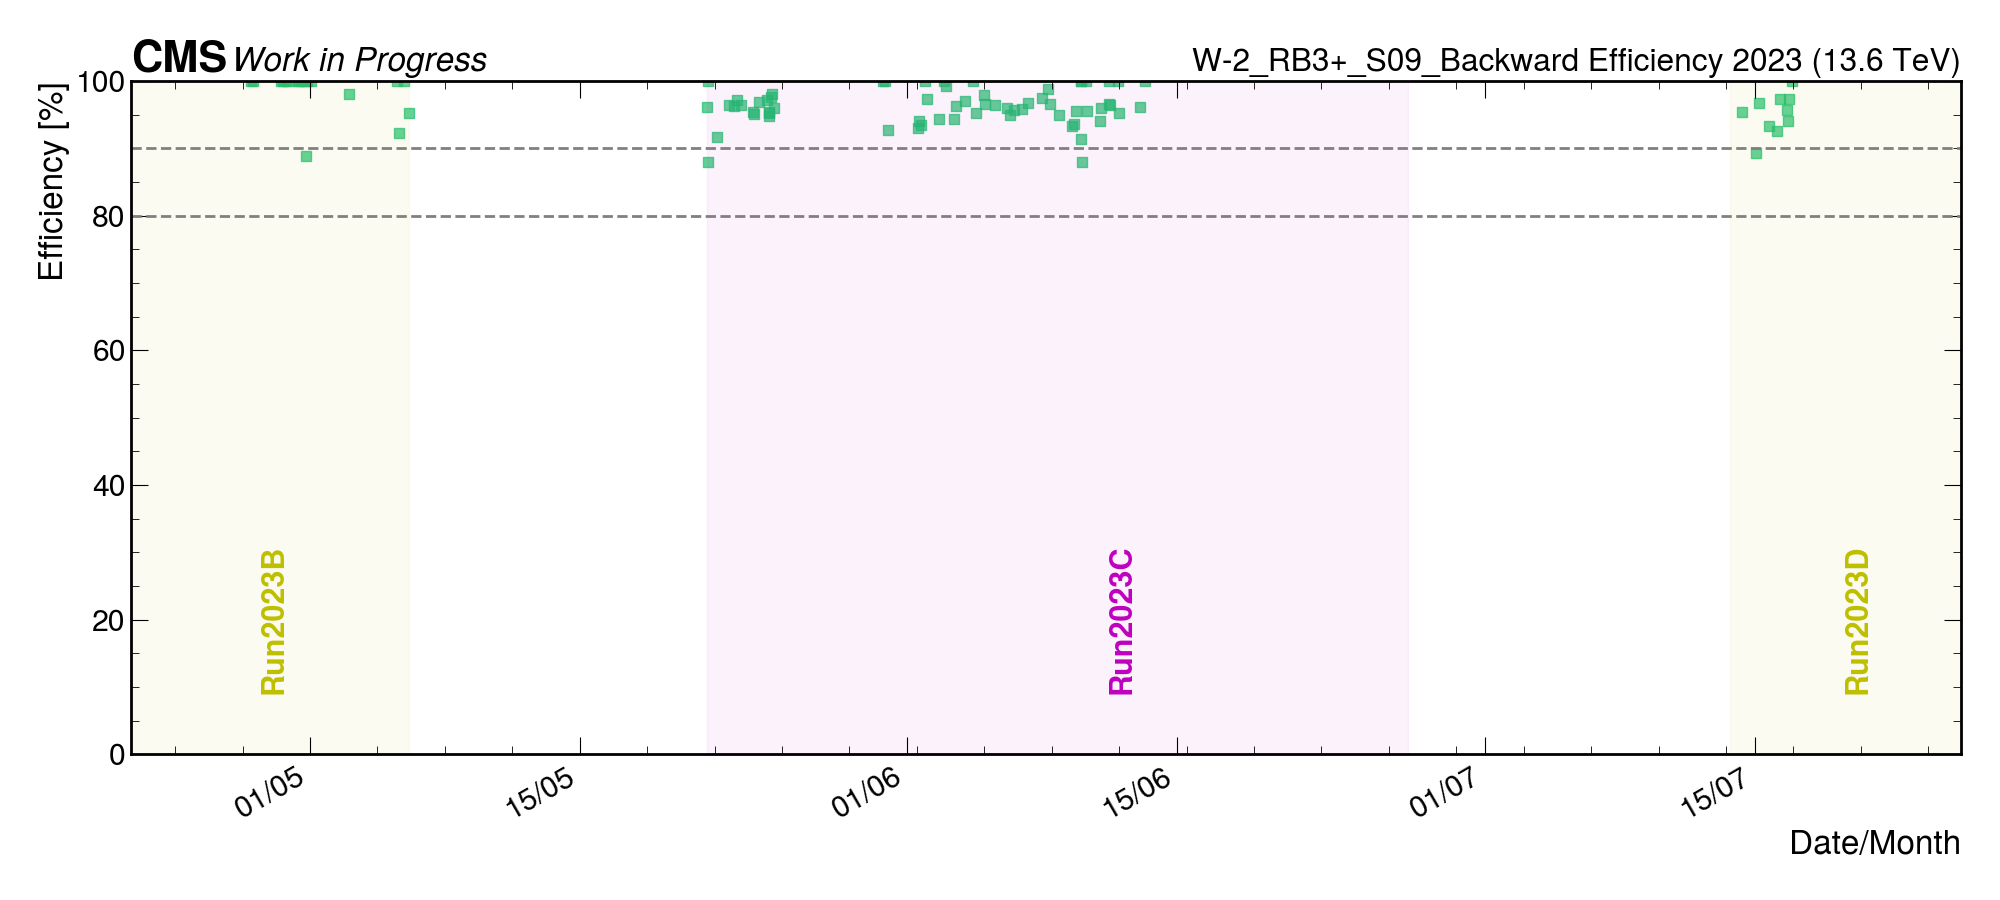 CMS Work in Progress
W-2_RB3+_S09_Backward Efficiency 2023 (13.6 TeV)
Efficiency [%]
100
80
60
40
20
0
Run2023B
Run2023C
Run2023D
01/05
15/05
01/06
15/06
01/07
15/07
Date/Month